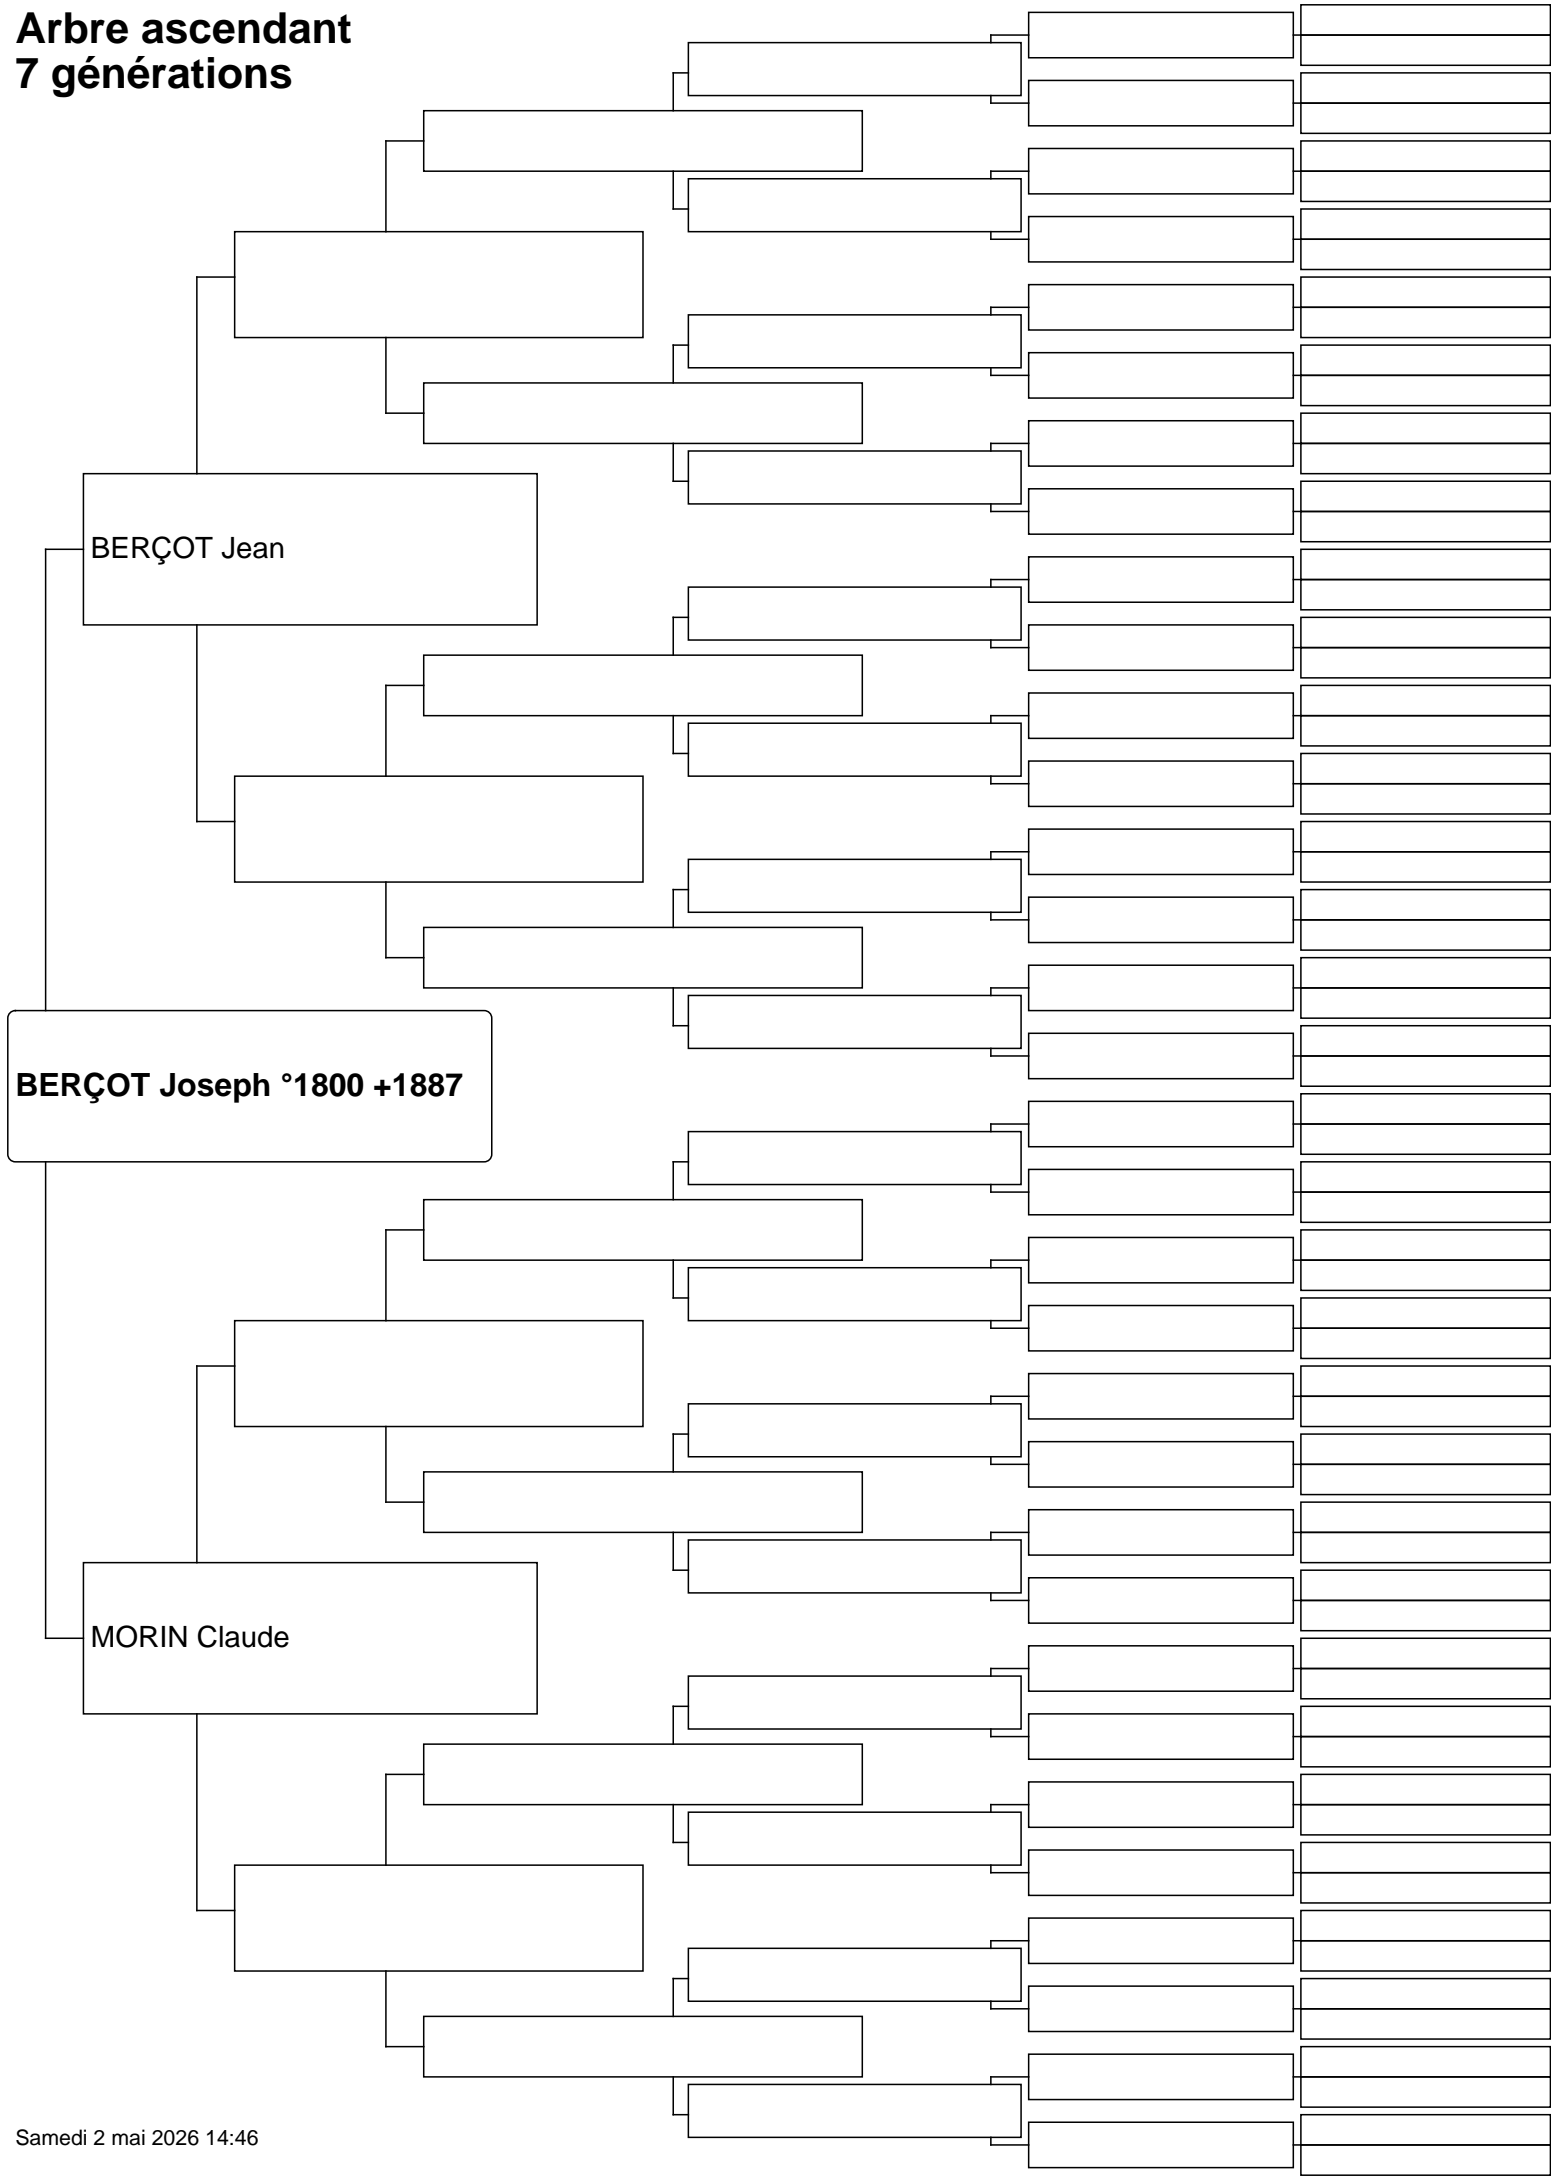 Arbre ascendant
7 générations
BERÇOT Jean
BERÇOT Joseph °1800 +1887
MORIN Claude
Samedi 2 mai 2026 14:46